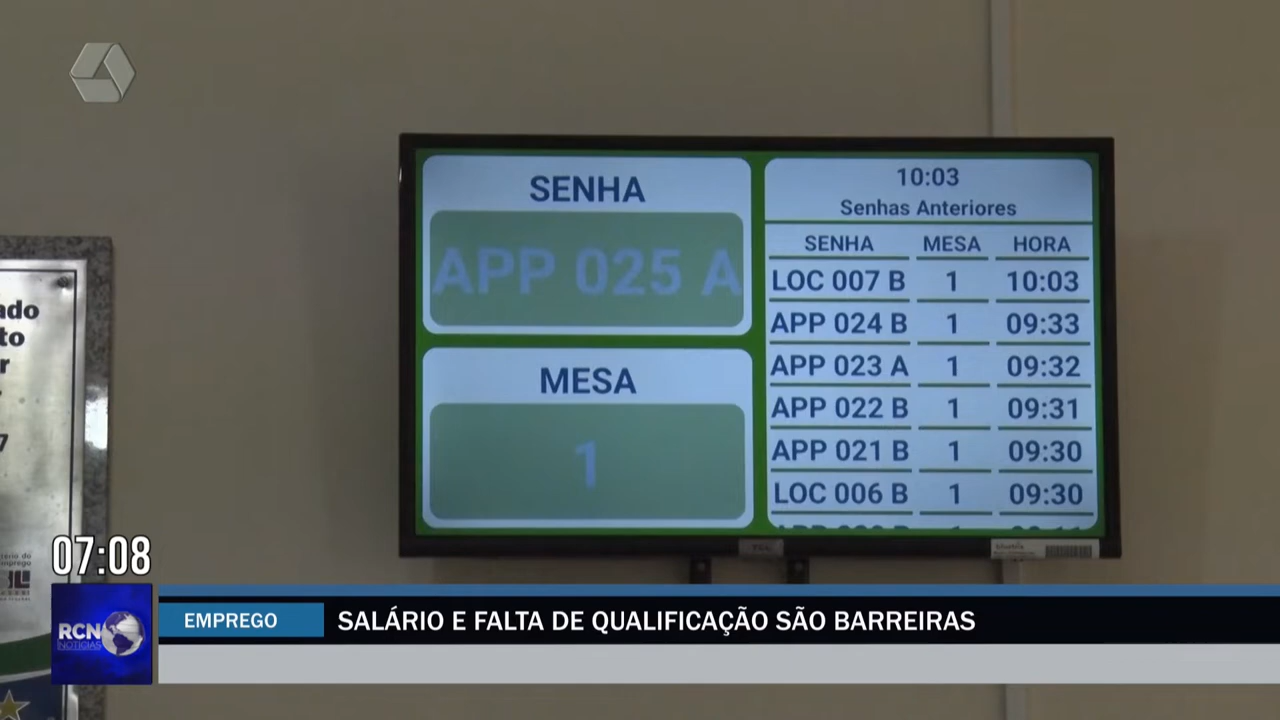 SENHA
APP 025 A
MESA
1
10:03
Senhas Anteriores
SENHA MESA HORA
LOC 007 B 1 10:03
APP 024 B 1 09:33
APP 023 A 1 09:32
APP 022 B 1 09:31
APP 021 B 1 09:30
LOC 006 B 1 09:30
07:08
RCN
NOTÍCIAS
EMPREGO
SALÁRIO E FALTA DE QUALIFICAÇÃO SÃO BARREIRAS